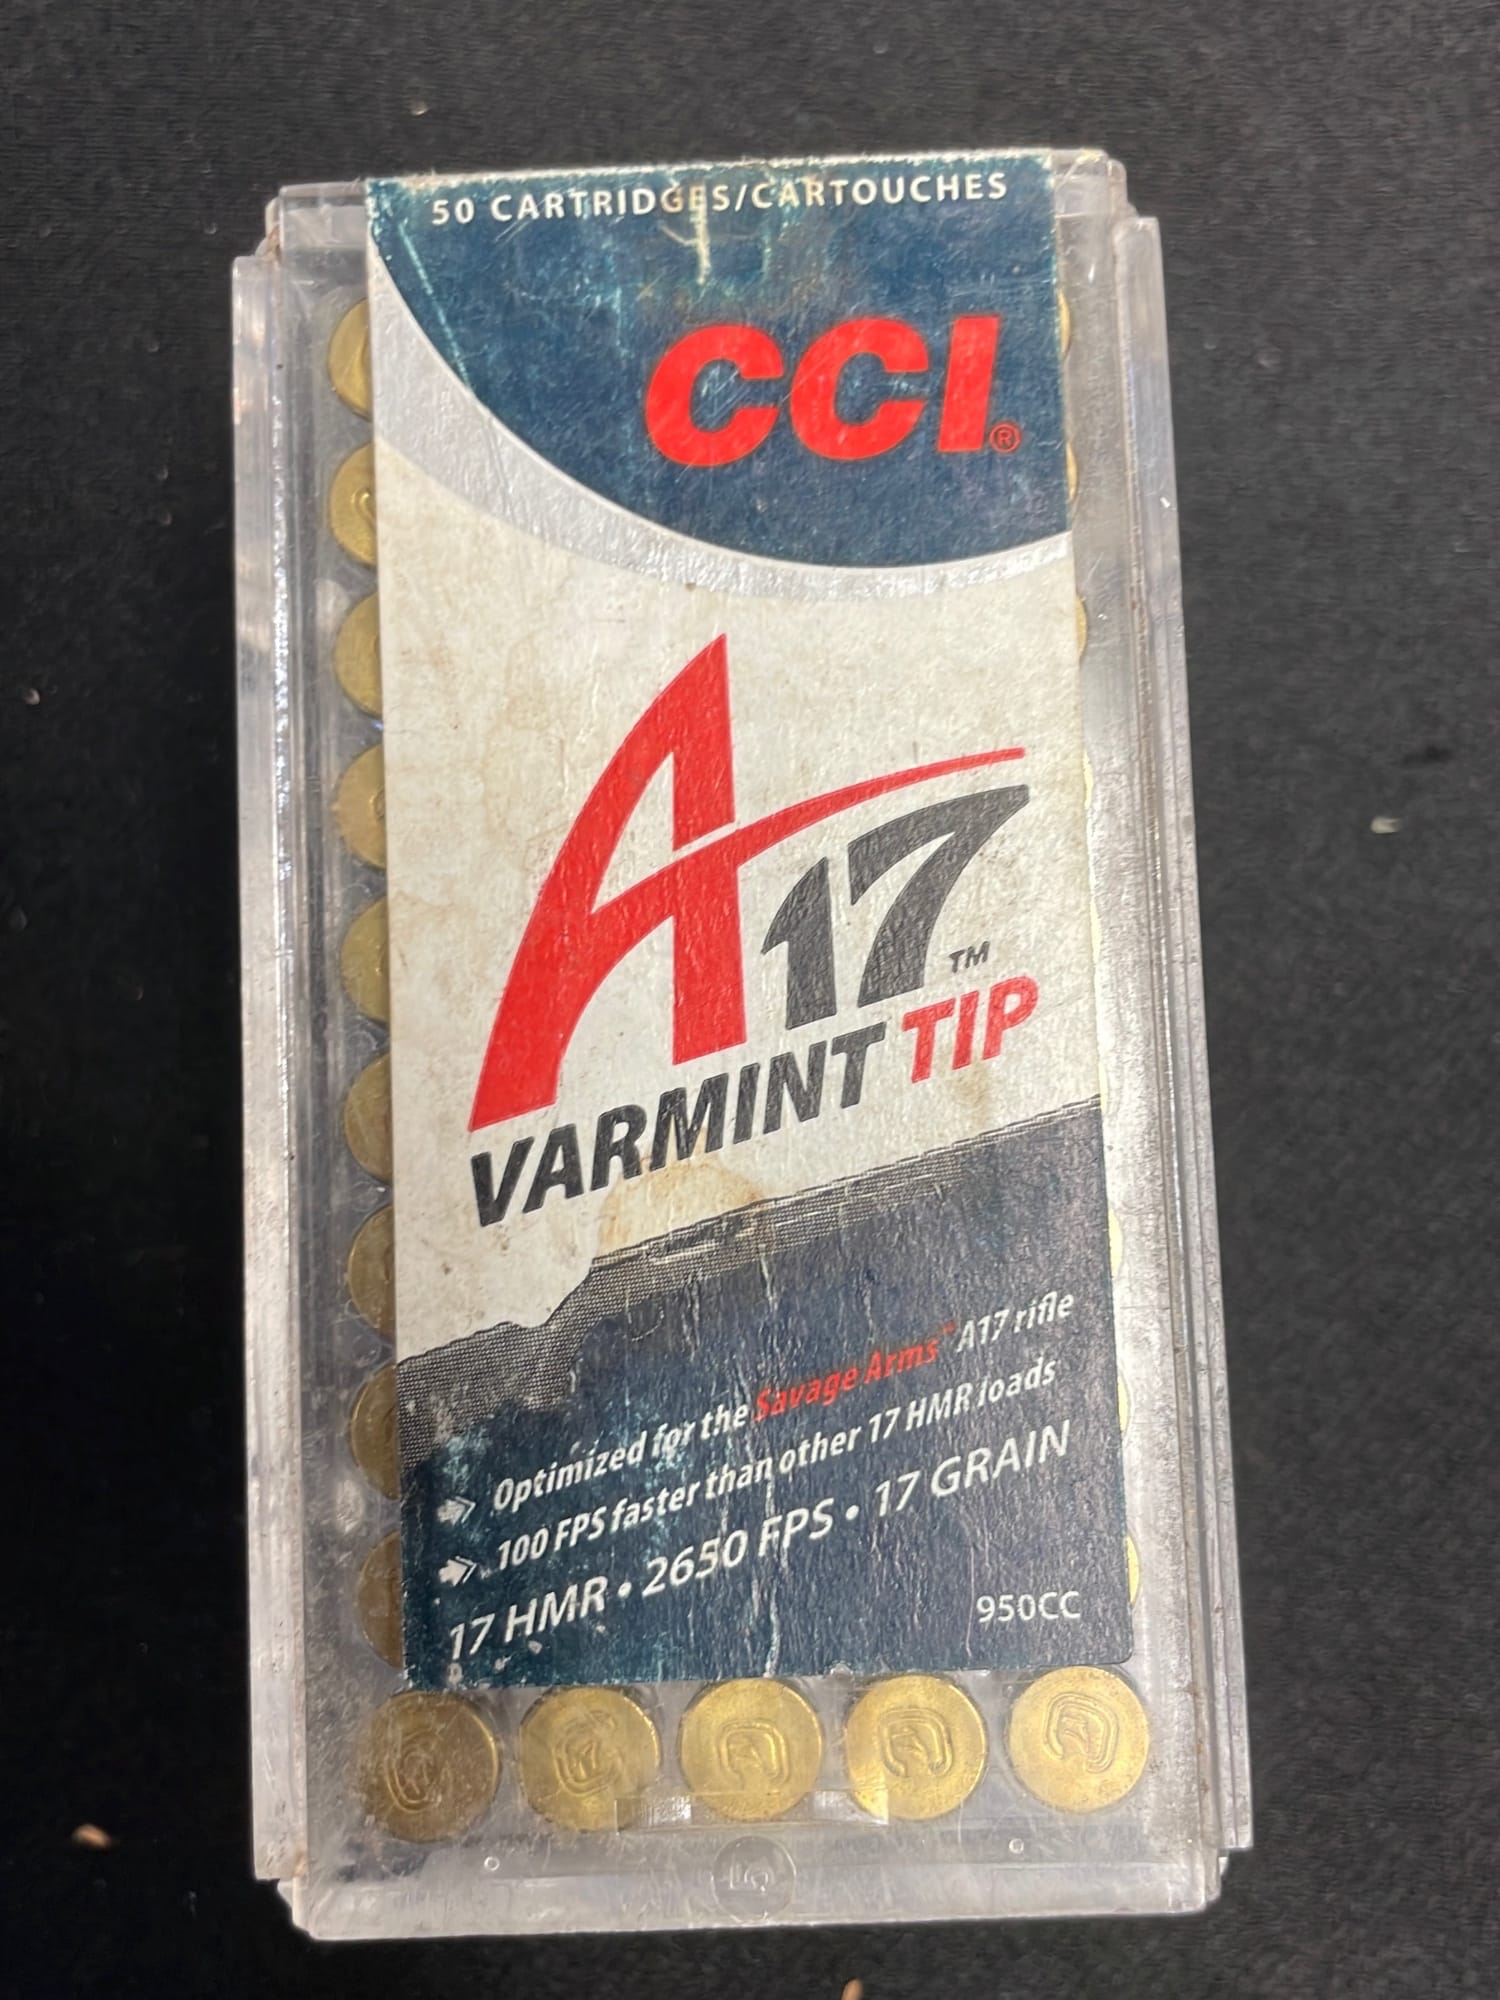 50 CARTRIDGES/CARTOUCHES
CCI®
A17™
VARMINT TIP
Optimized for the Savage Arms™ A17 rifle
100 FPS faster than other 17 HMR loads
17 HMR • 2650 FPS • 17 GRAIN
950CC